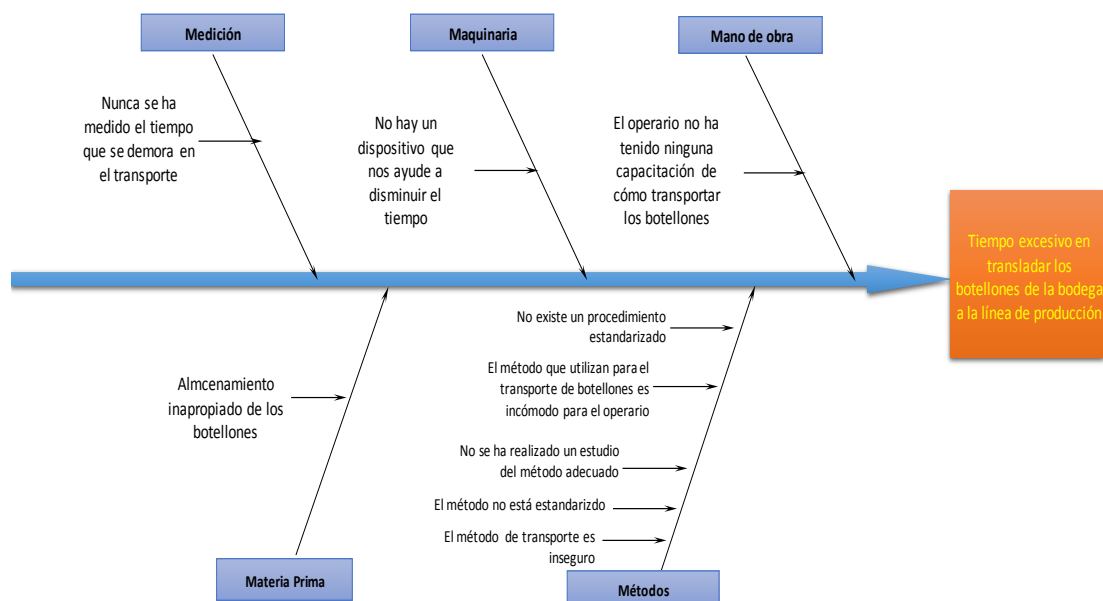 Medición
Maquinaria
Mano de obra
Nunca se ha
medido el tiempo
que se demora en
el transporte
No hay un
dispositivo que
nos ayude a
disminuir el
tiempo
El operario no ha
tenido ninguna
capacitación de
cómo transportar
los botellones
Tiempo excesivo en
transladar los
botellones de la bodega
a la línea de producción
Almcenamiento
inapropiado de los
botellones
No existe un procedimiento
estandarizado
El método que utilizan para el
transporte de botellones es
incómodo para el operario
No se ha realizado un estudio
del método adecuado
El método no está estandarizdo
El método de transporte es
inseguro
Materia Prima
Métodos